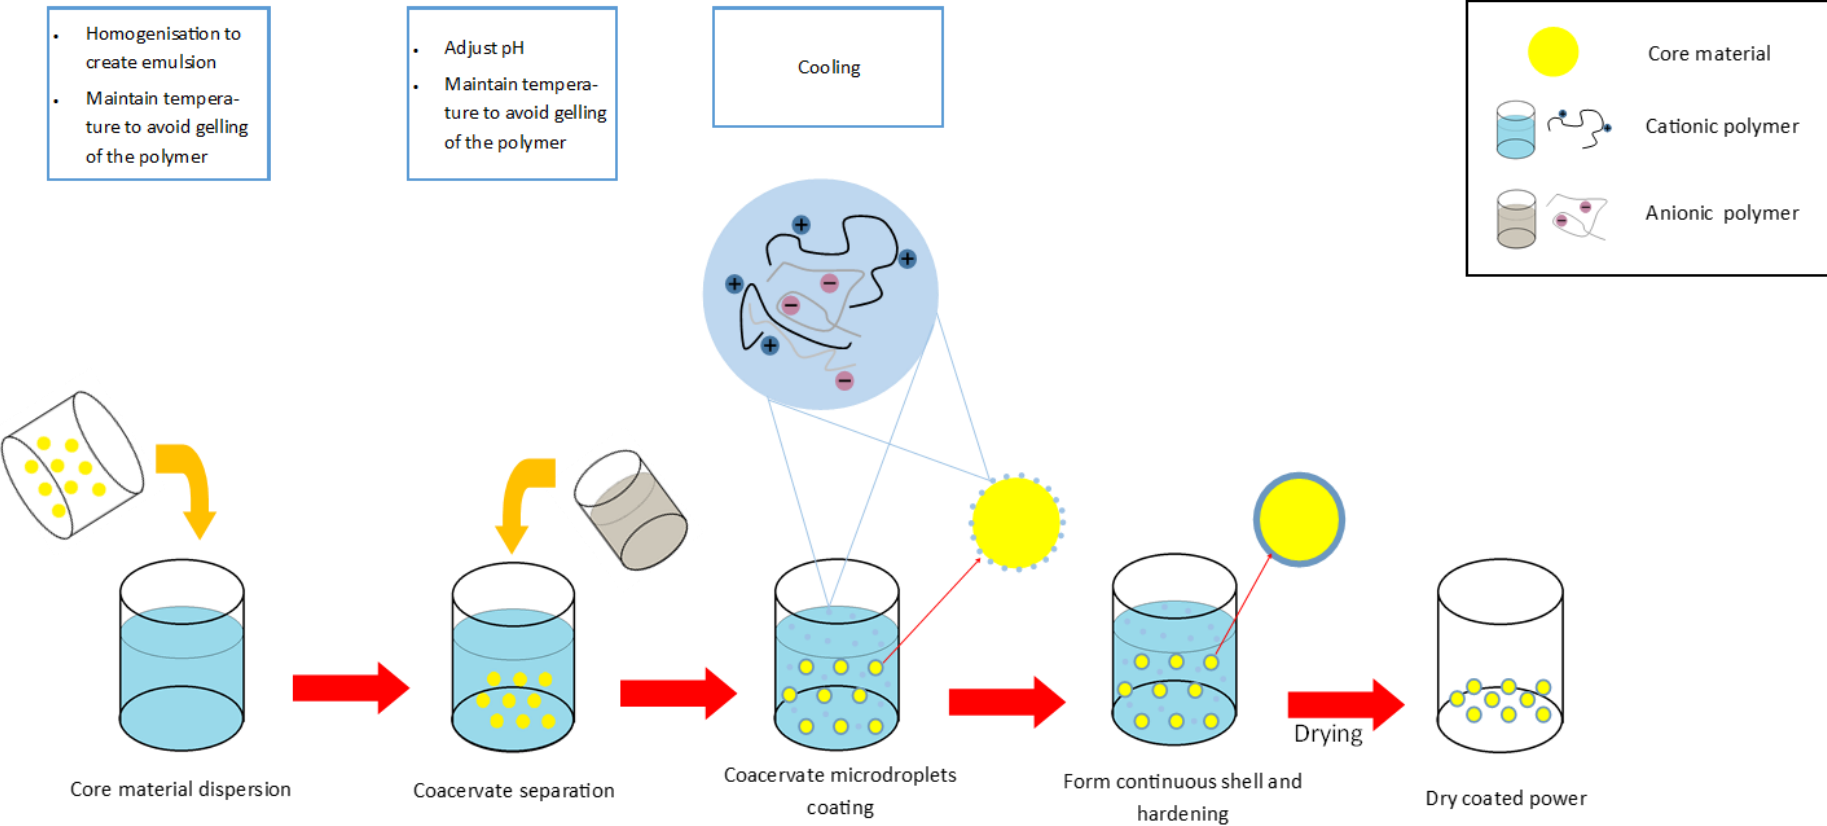 • Homogenisation to
create emulsion
• Maintain tempera-
ture to avoid gelling
of the polymer
• Adjust pH
• Maintain tempera-
ture to avoid gelling
of the polymer
Cooling
Core material
Cationic polymer
Anionic polymer
+
+
+
+
−
−
−
Drying
Core material dispersion
Coacervate separation
Coacervate microdroplets
coating
Form continuous shell and
hardening
Dry coated power